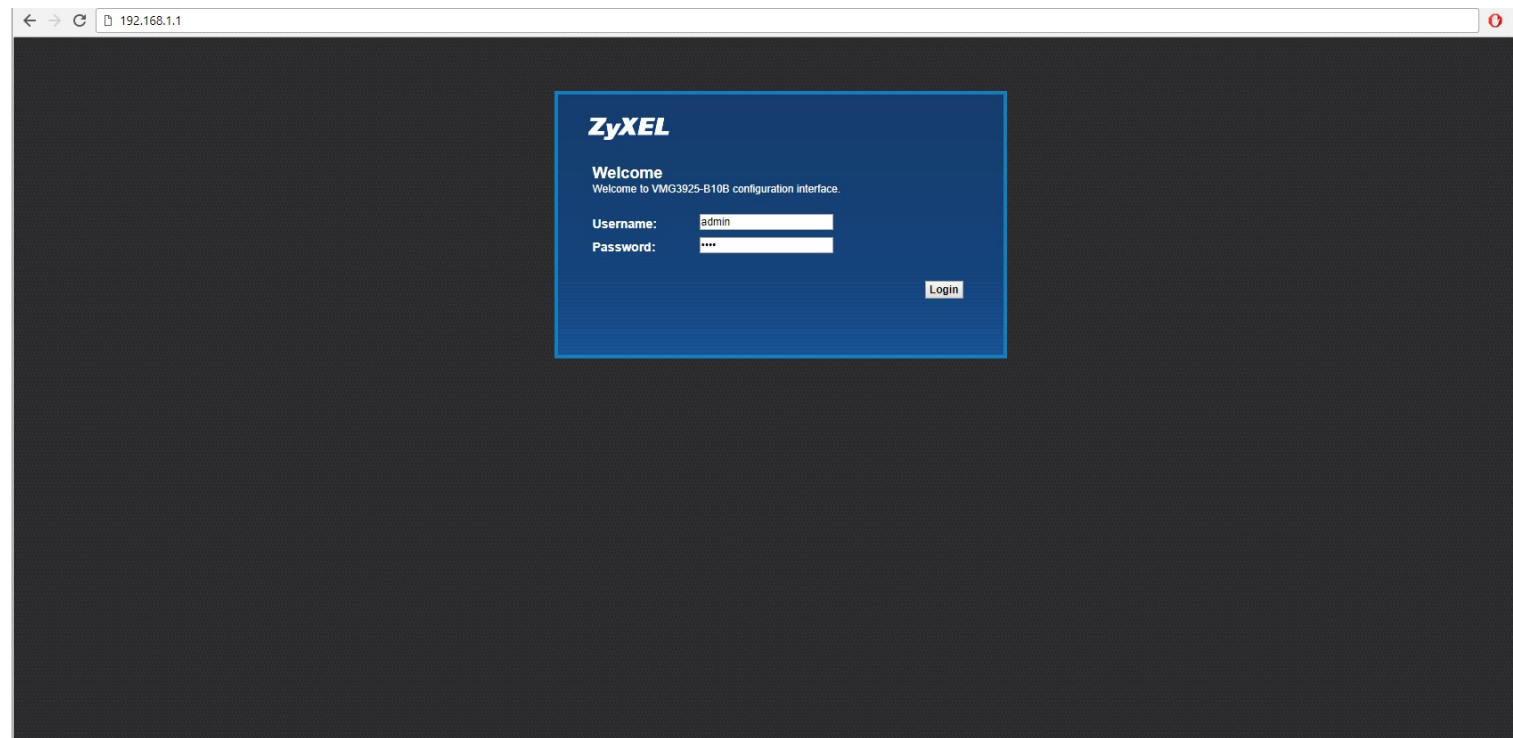 192.168.1.1
ZyXEL
Welcome
Welcome to VMG3925-B10B configuration interface.
Username: admin
Password: ••••
Login